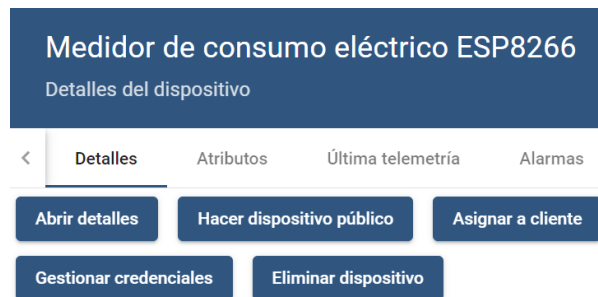 Medidor de consumo eléctrico ESP8266
Detalles del dispositivo
Detalles Atributos Última telemetría Alarmas
Abrir detalles Hacer dispositivo público Asignar a cliente
Gestionar credenciales Eliminar dispositivo